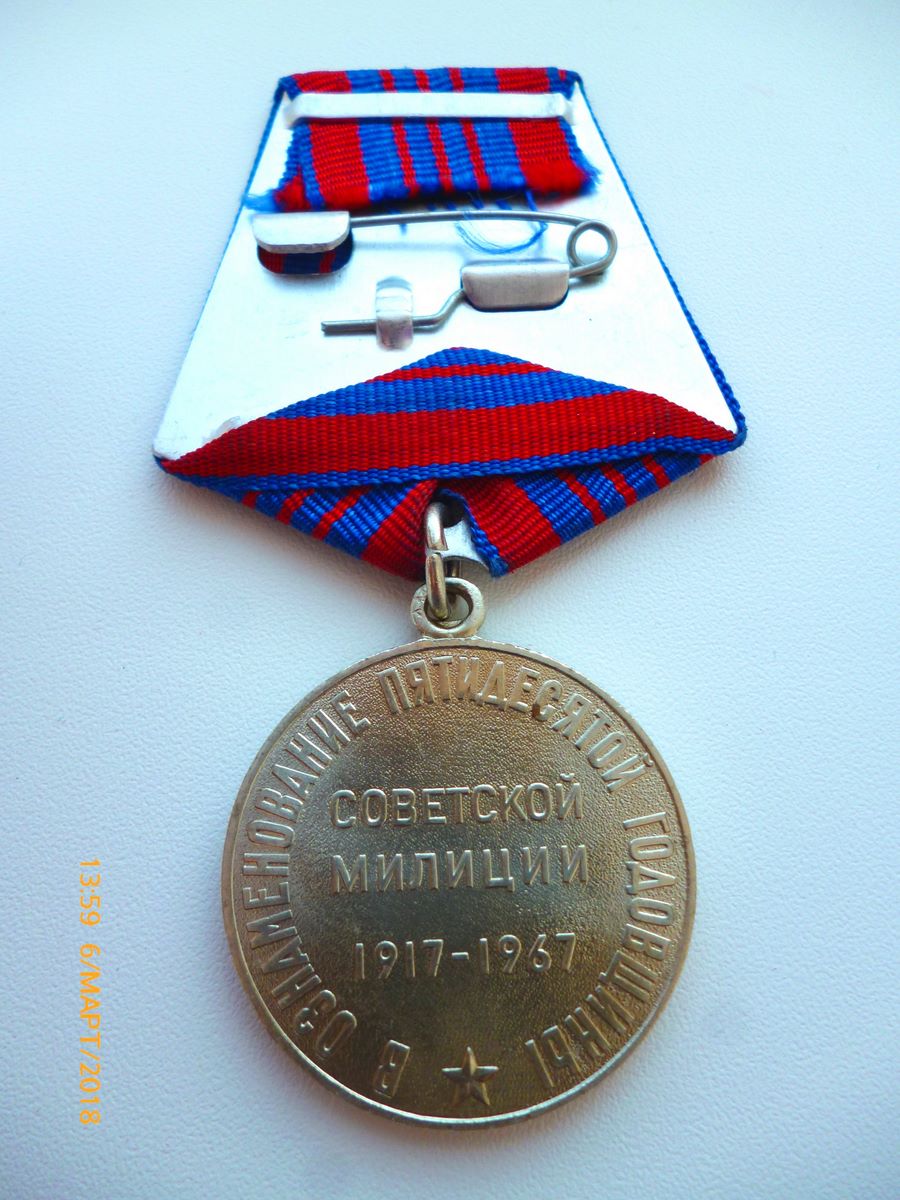 В ОЗНАМЕНОВАНИЕ ПЯТИДЕСЯТОЙ ГОДОВЩИНЫ
СОВЕТСКОЙ
МИЛИЦИИ
1917-1967
13:59 6/МАРТ/2018